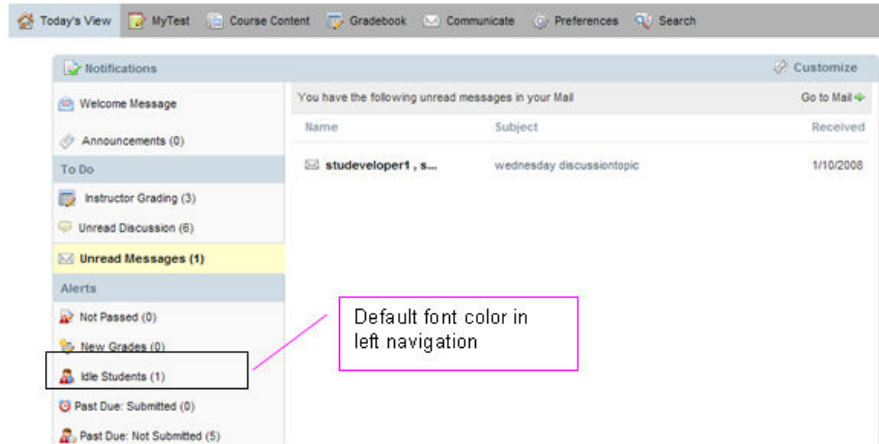 Today's View MyTest Course Content Gradebook Communicate Preferences Search
Notifications Customize
Welcome Message
Announcements (0)
To Do
Instructor Grading (3)
Unread Discussion (6)
Unread Messages (1)
Alerts
Not Passed (0)
New Grades (0)
Idle Students (1)
Past Due: Submitted (0)
Past Due: Not Submitted (5)
You have the following unread messages in your Mail Go to Mail
Name Subject Received
studeveloper1 , s... wednesday discussiontopic 1/10/2008
Default font color in
left navigation